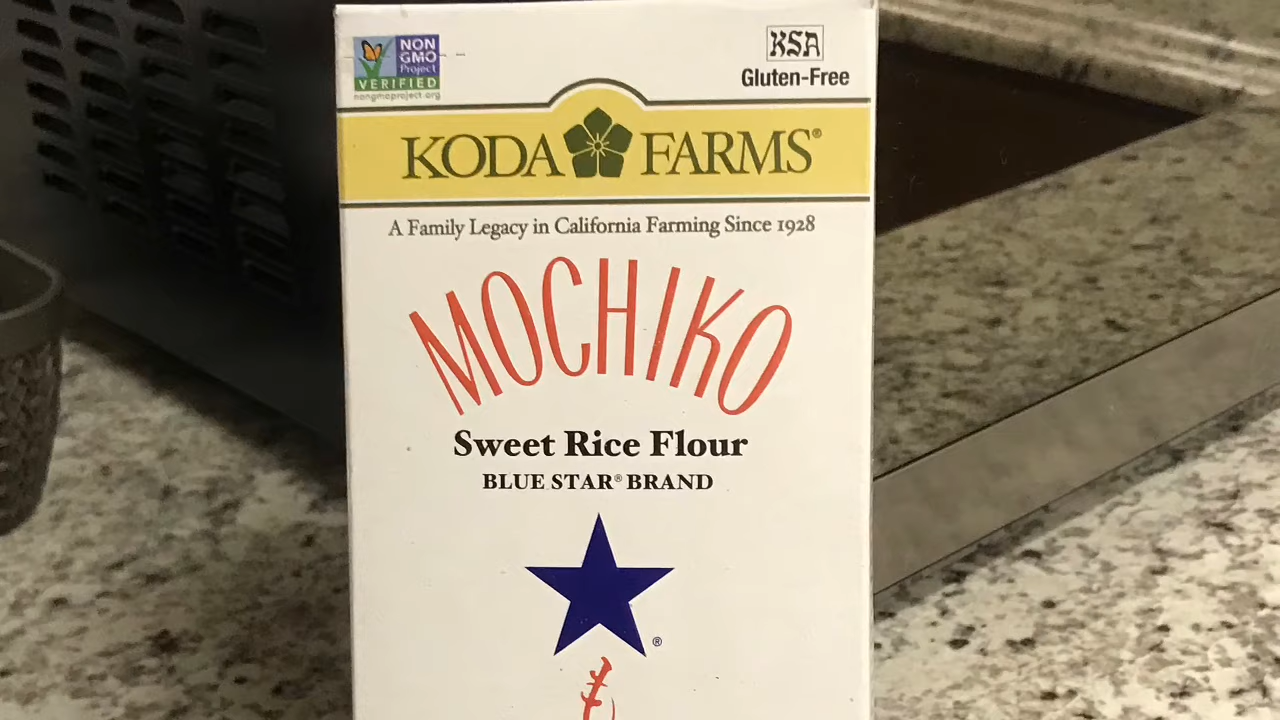 NON
GMO
Project
VERIFIED
nongmoproject.org
KSA
Gluten-Free
KODA FARMS®
A Family Legacy in California Farming Since 1928
MOCHIKO
Sweet Rice Flour
BLUE STAR® BRAND
®